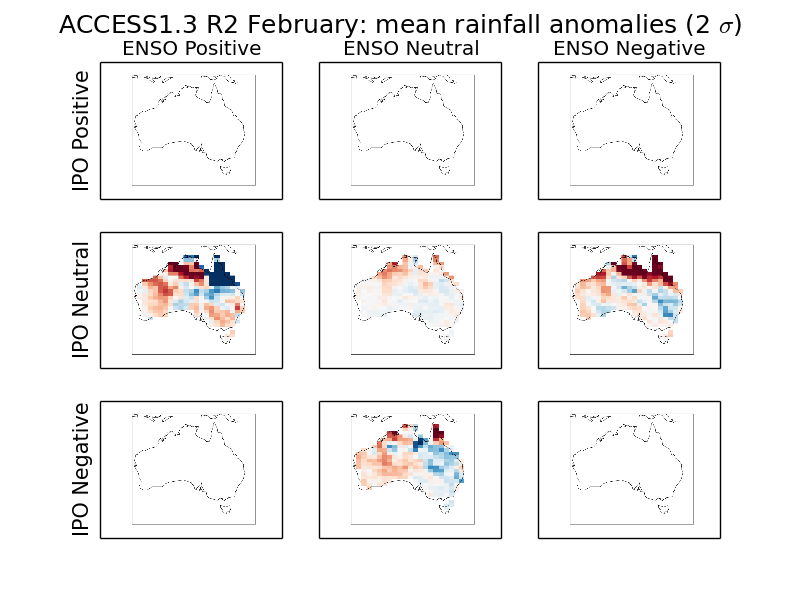 ACCESS1.3 R2 February: mean rainfall anomalies (2 σ)
ENSO Positive ENSO Neutral ENSO Negative
IPO Positive
IPO Neutral
IPO Negative